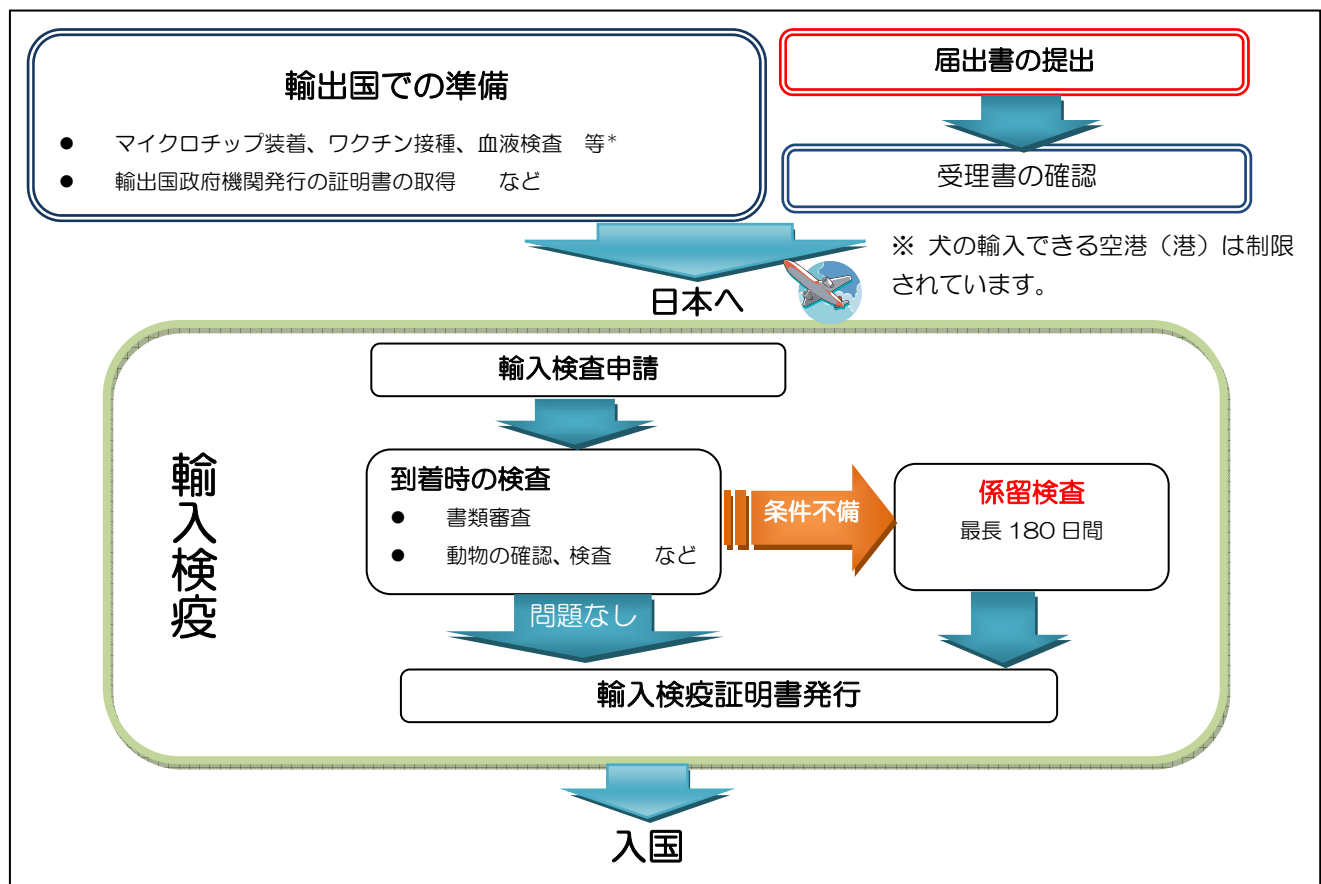 輸出国での準備
● マイクロチップ装着、ワクチン接種、血液検査 等*
● 輸出国政府機関発行の証明書の取得 など
届出書の提出
受理書の確認
※ 犬の輸入できる空港(港)は制限
されています。
日本へ
輸入検疫
輸入検査申請
到着時の検査
● 書類審査
● 動物の確認、検査 など
条件不備
係留検査
最長 180 日間
問題なし
輸入検疫証明書発行
入国